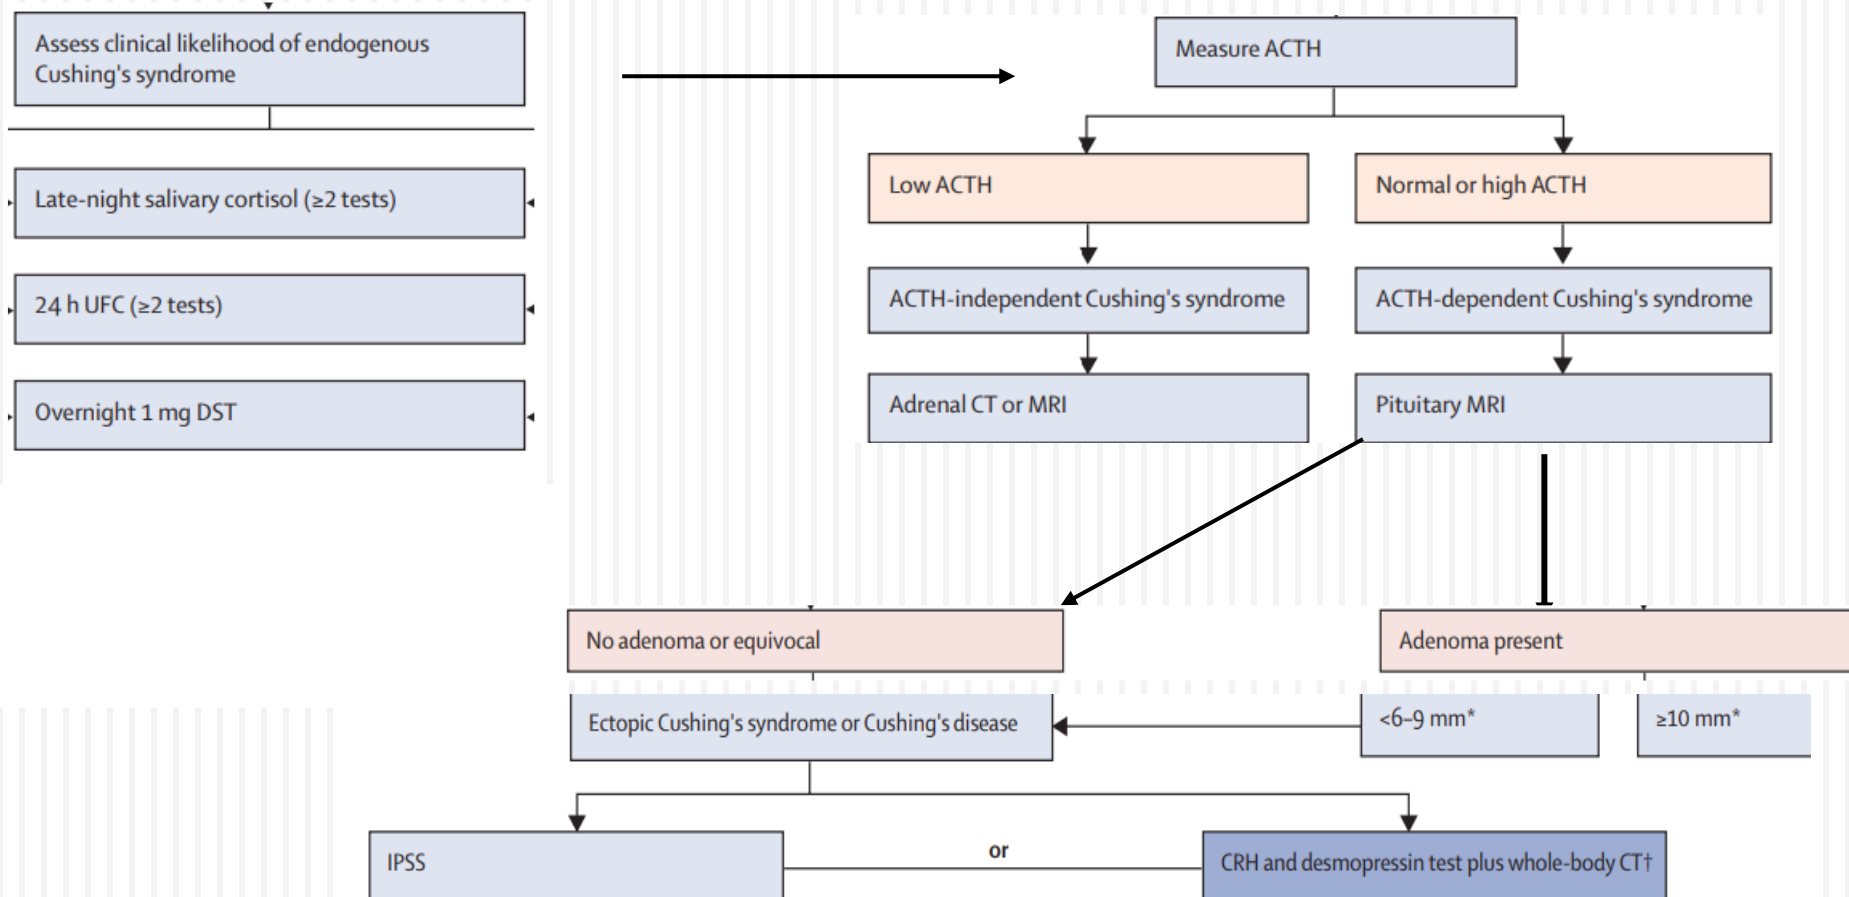 Assess clinical likelihood of endogenous
Cushing's syndrome
Late-night salivary cortisol (≥2 tests)
24 h UFC (≥2 tests)
Overnight 1 mg DST
Measure ACTH
Low ACTH
Normal or high ACTH
ACTH-independent Cushing's syndrome
ACTH-dependent Cushing's syndrome
Adrenal CT or MRI
Pituitary MRI
No adenoma or equivocal
Adenoma present
Ectopic Cushing's syndrome or Cushing's disease
<6–9 mm*
≥10 mm*
IPSS
or
CRH and desmopressin test plus whole-body CT†